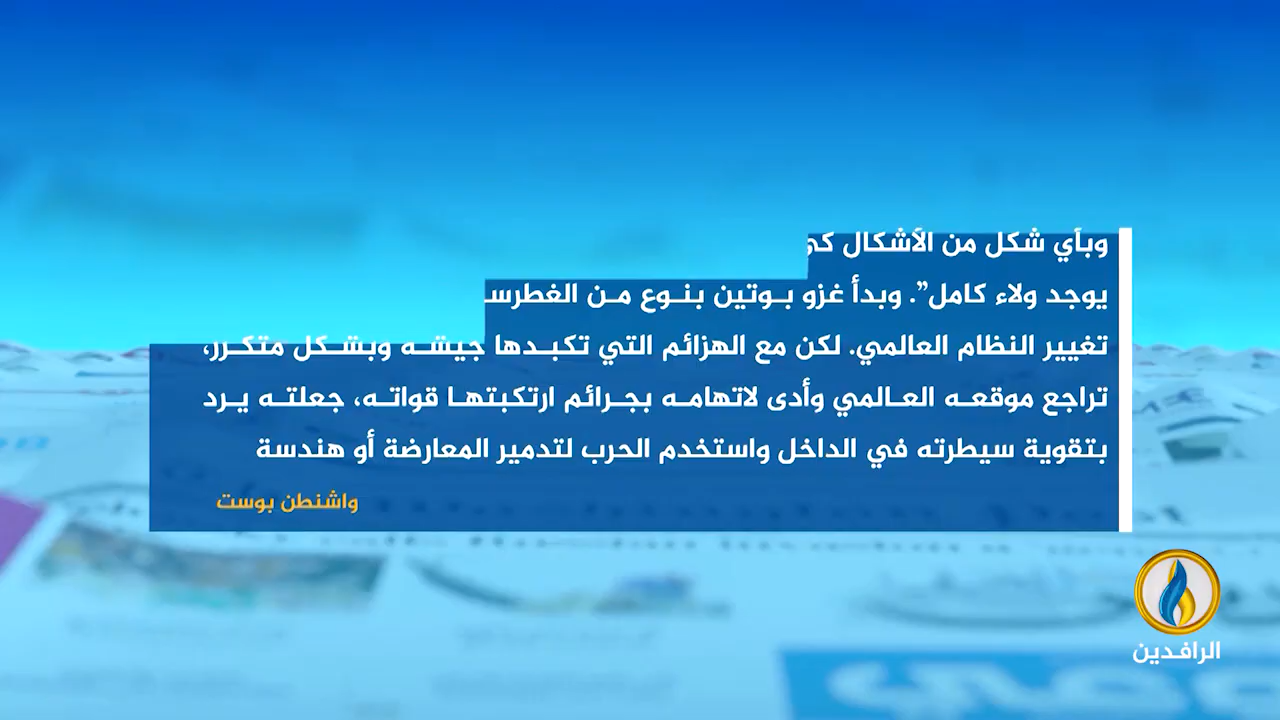 وبأي شكل من الأشكال
يوجد ولاء كامل”. وبدأ غزو بوتين بنوع من
تغيير النظام العالمي. لكن مع الهزائم التي تكبدها جيشه وبشكل متكرر،
تراجع موقعه العالمي وأدى لاتهامه بجرائم ارتكبتها قواته، جعلته يرد
بتقوية سيطرته في الداخل واستخدم الحرب لتدمير المعارضة أو هندسة
واشنطن بوست
الرافدين